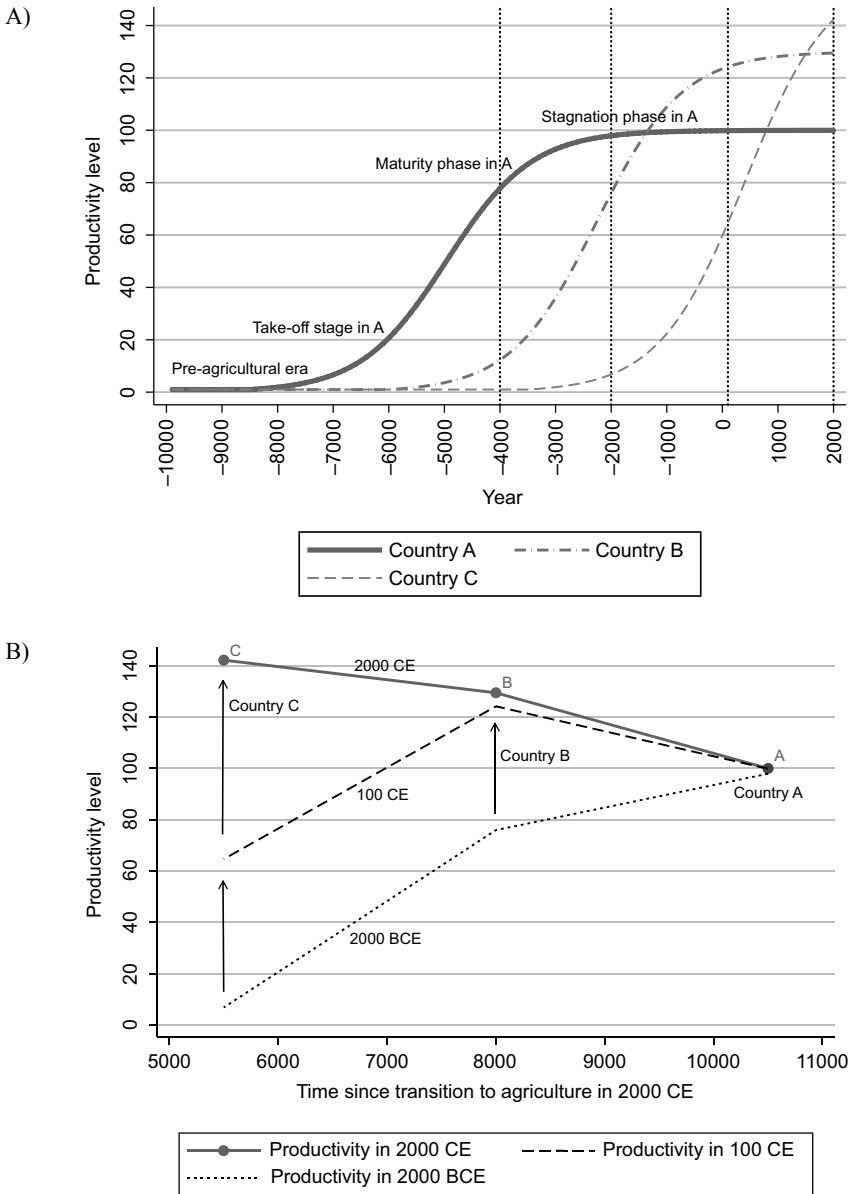 A)
140
120
100
80
60
40
20
0
Productivity level
Stagnation phase in A
Maturity phase in A
Take-off stage in A
Pre-agricultural era
−10000
−9000
−8000
−7000
−6000
−5000
−4000
−3000
−2000
−1000
0
1000
2000
Year
Country A
Country B
Country C
B)
140
120
100
80
60
40
20
0
Productivity level
C
2000 CE
B
Country C
Country B
A
Country A
100 CE
2000 BCE
5000 6000 7000 8000 9000 10000 11000
Time since transition to agriculture in 2000 CE
Productivity in 2000 CE
Productivity in 100 CE
Productivity in 2000 BCE